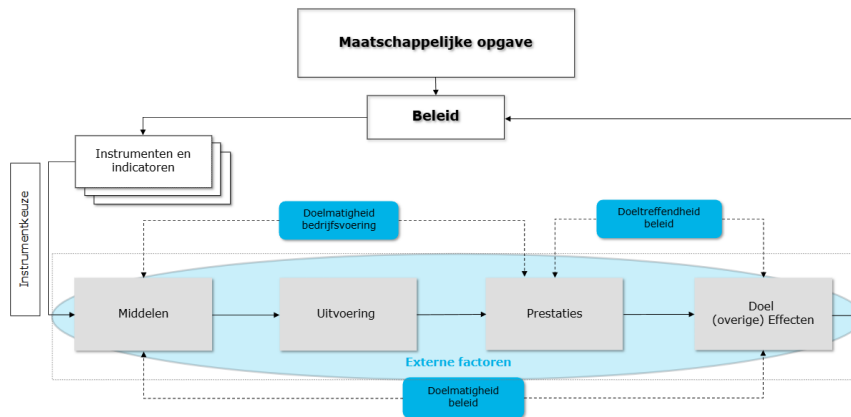 Maatschappelijke opgave
Beleid
Instrumenten en
indicatoren
Instrumentkeuze
Doelmatigheid
bedrijfsvoering
Doeltreffendheid
beleid
Middelen
Uitvoering
Prestaties
Doel
(overige) Effecten
Externe factoren
Doelmatigheid
beleid